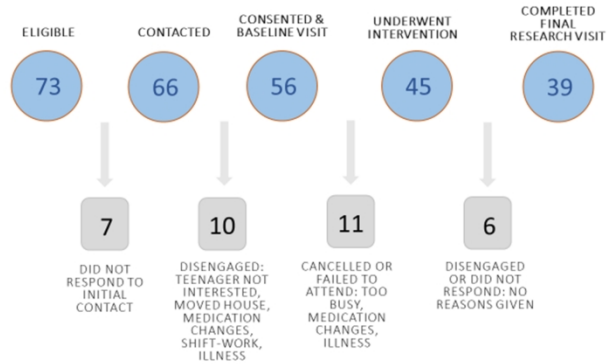 ELIGIBLE
CONTACTED
CONSENTED &
BASELINE VISIT
UNDERWENT
INTERVENTION
COMPLETED
FINAL
RESEARCH VISIT
73
66
56
45
39
7
10
11
6
DID NOT
RESPOND TO
INITIAL
CONTACT
DISENGAGED:
TEENAGER NOT
INTERESTED,
MOVED HOUSE,
MEDICATION
CHANGES,
SHIFT-WORK,
ILLNESS
CANCELLED OR
FAILED TO
ATTEND: TOO
BUSY,
MEDICATION
CHANGES,
ILLNESS
DISENGAGED
OR DID NOT
RESPOND: NO
REASONS GIVEN